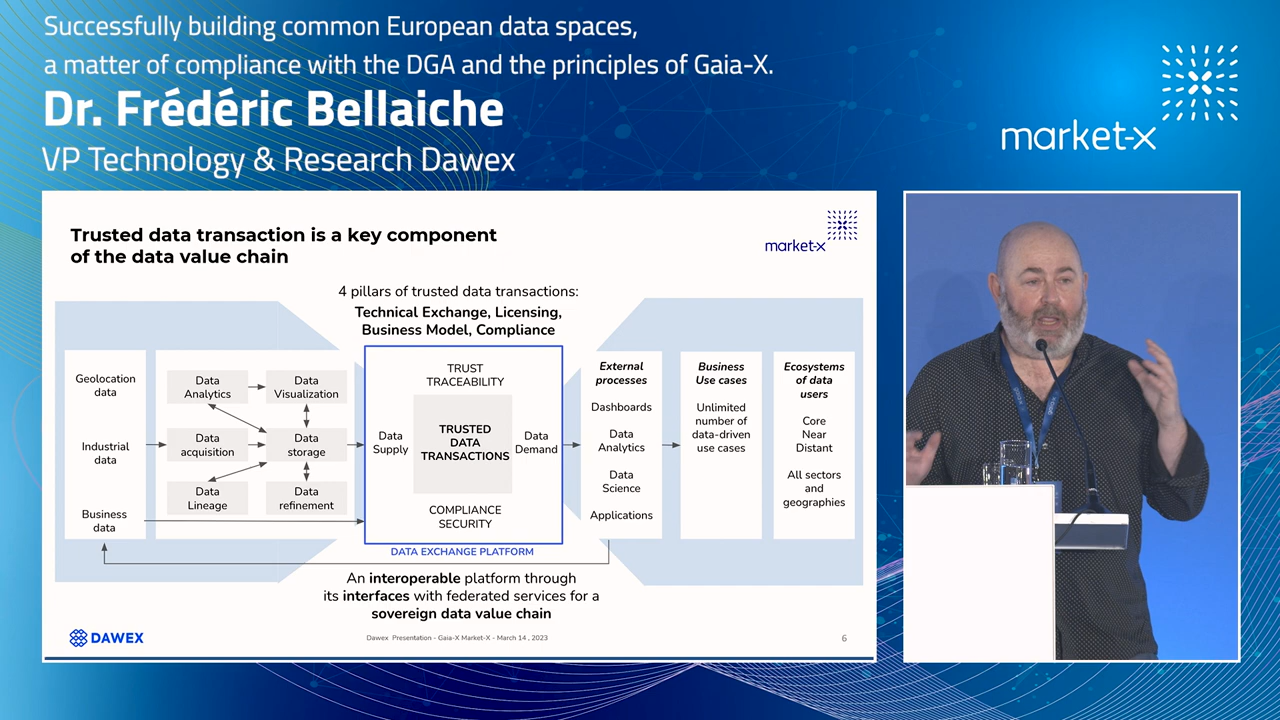 Successfully building common European data spaces,
a matter of compliance with the DGA and the principles of Gaia-X.
Dr. Frédéric Bellaiche
VP Technology & Research Dawex
market-x
Trusted data transaction is a key component
of the data value chain
market-x
4 pillars of trusted data transactions:
Technical Exchange, Licensing,
Business Model, Compliance
Geolocation
data
Industrial
data
Business
data
Data
Analytics
Data
Visualization
Data
acquisition
Data
storage
Data
Lineage
Data
refinement
TRUST
TRACEABILITY
Data
Supply
TRUSTED
DATA
TRANSACTIONS
Data
Demand
COMPLIANCE
SECURITY
DATA EXCHANGE PLATFORM
External
processes
Dashboards
Data
Analytics
Data
Science
Applications
Business
Use cases
Unlimited
number of
data-driven
use cases
Ecosystems
of data
users
Core
Near
Distant
All sectors
and
geographies
An interoperable platform through
its interfaces with federated services for a
sovereign data value chain
DAWEX
Dawex Presentation - Gaia-X Market-X - March 14 , 2023
6